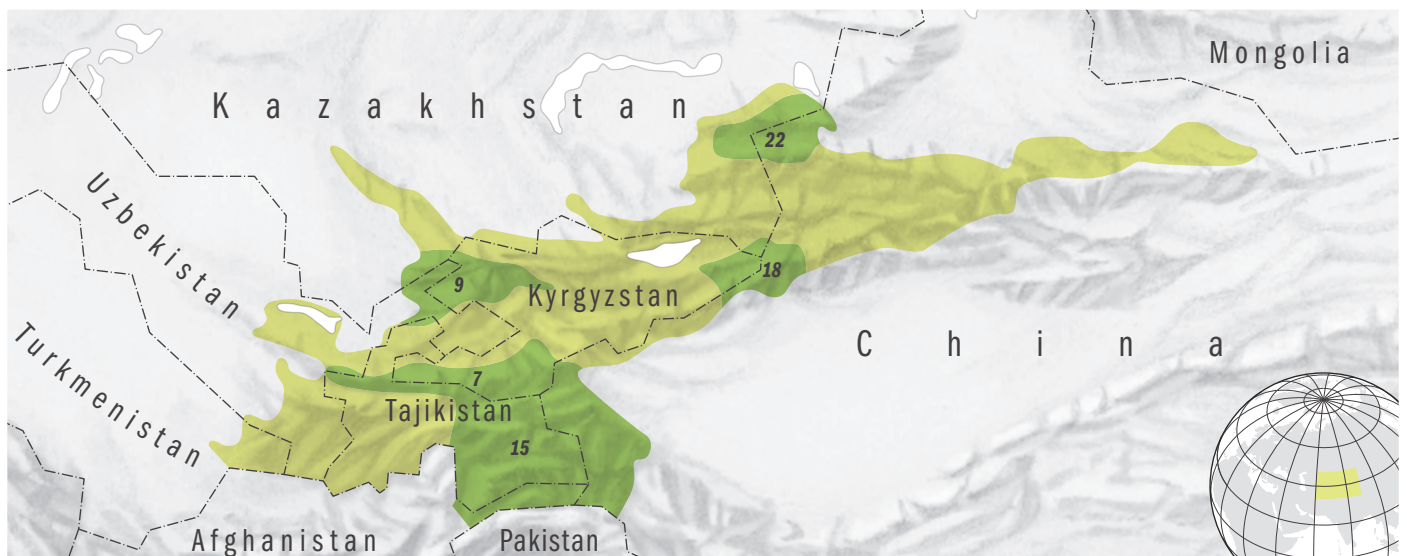 Mongolia
Kazakhstan
22
Uzbekistan
18
9
Kyrgyzstan
China
Turkmenistan
7
Tajikistan
15
Afghanistan
Pakistan